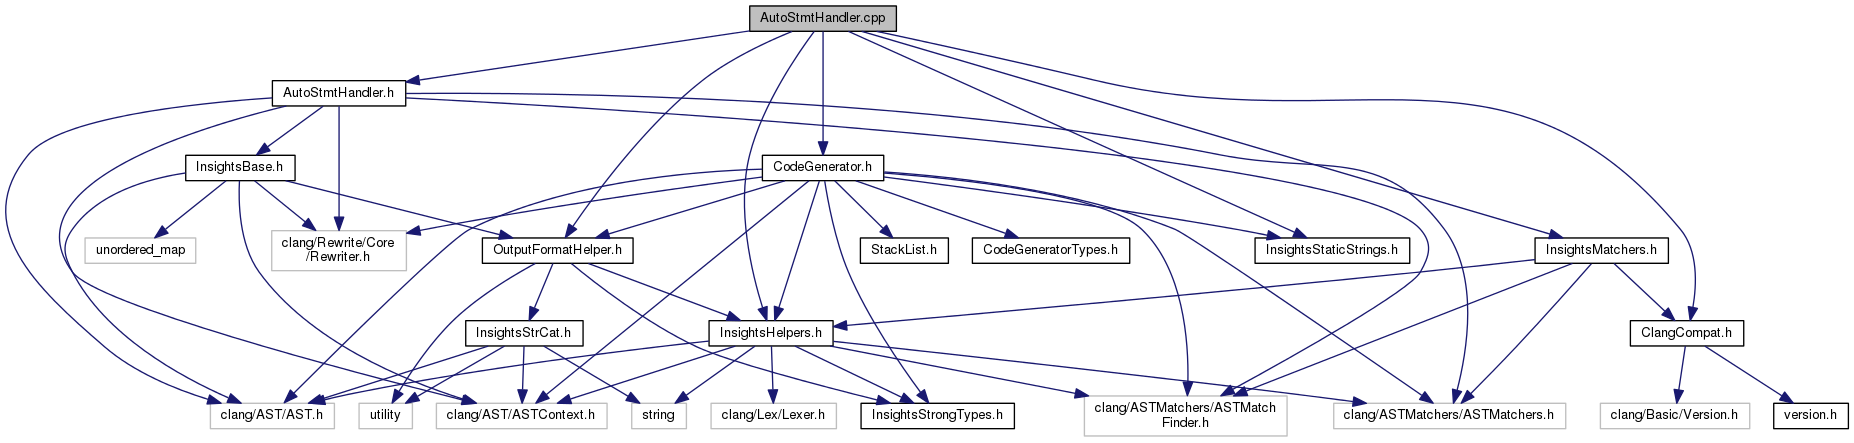 AutoStmtHandler.cpp
AutoStmtHandler.h
InsightsBase.h
CodeGenerator.h
unordered_map
clang/Rewrite/Core
/Rewriter.h
OutputFormatHelper.h
StackList.h
CodeGeneratorTypes.h
InsightsStaticStrings.h
InsightsMatchers.h
InsightsStrCat.h
InsightsHelpers.h
ClangCompat.h
clang/AST/AST.h
utility
clang/AST/ASTContext.h
string
clang/Lex/Lexer.h
InsightsStrongTypes.h
clang/ASTMatchers/ASTMatch
Finder.h
clang/ASTMatchers/ASTMatchers.h
clang/Basic/Version.h
version.h